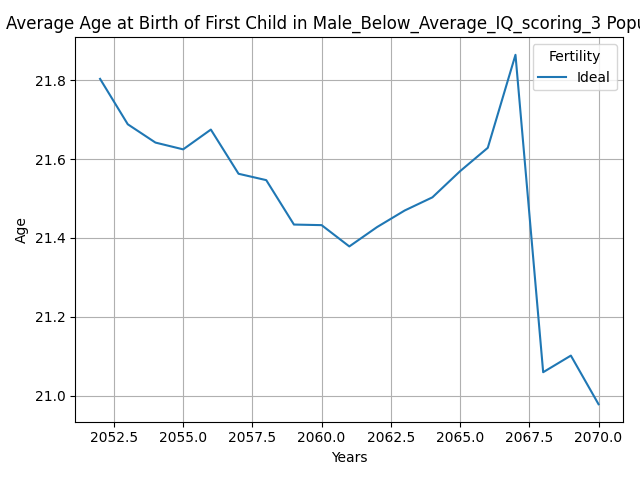 Average Age at Birth of First Child in Male_Below_Average_IQ_scoring_3 Popu
Fertility
Ideal
21.8
21.6
21.4
21.2
21.0
Age
2052.5 2055.0 2057.5 2060.0 2062.5 2065.0 2067.5 2070.0
Years